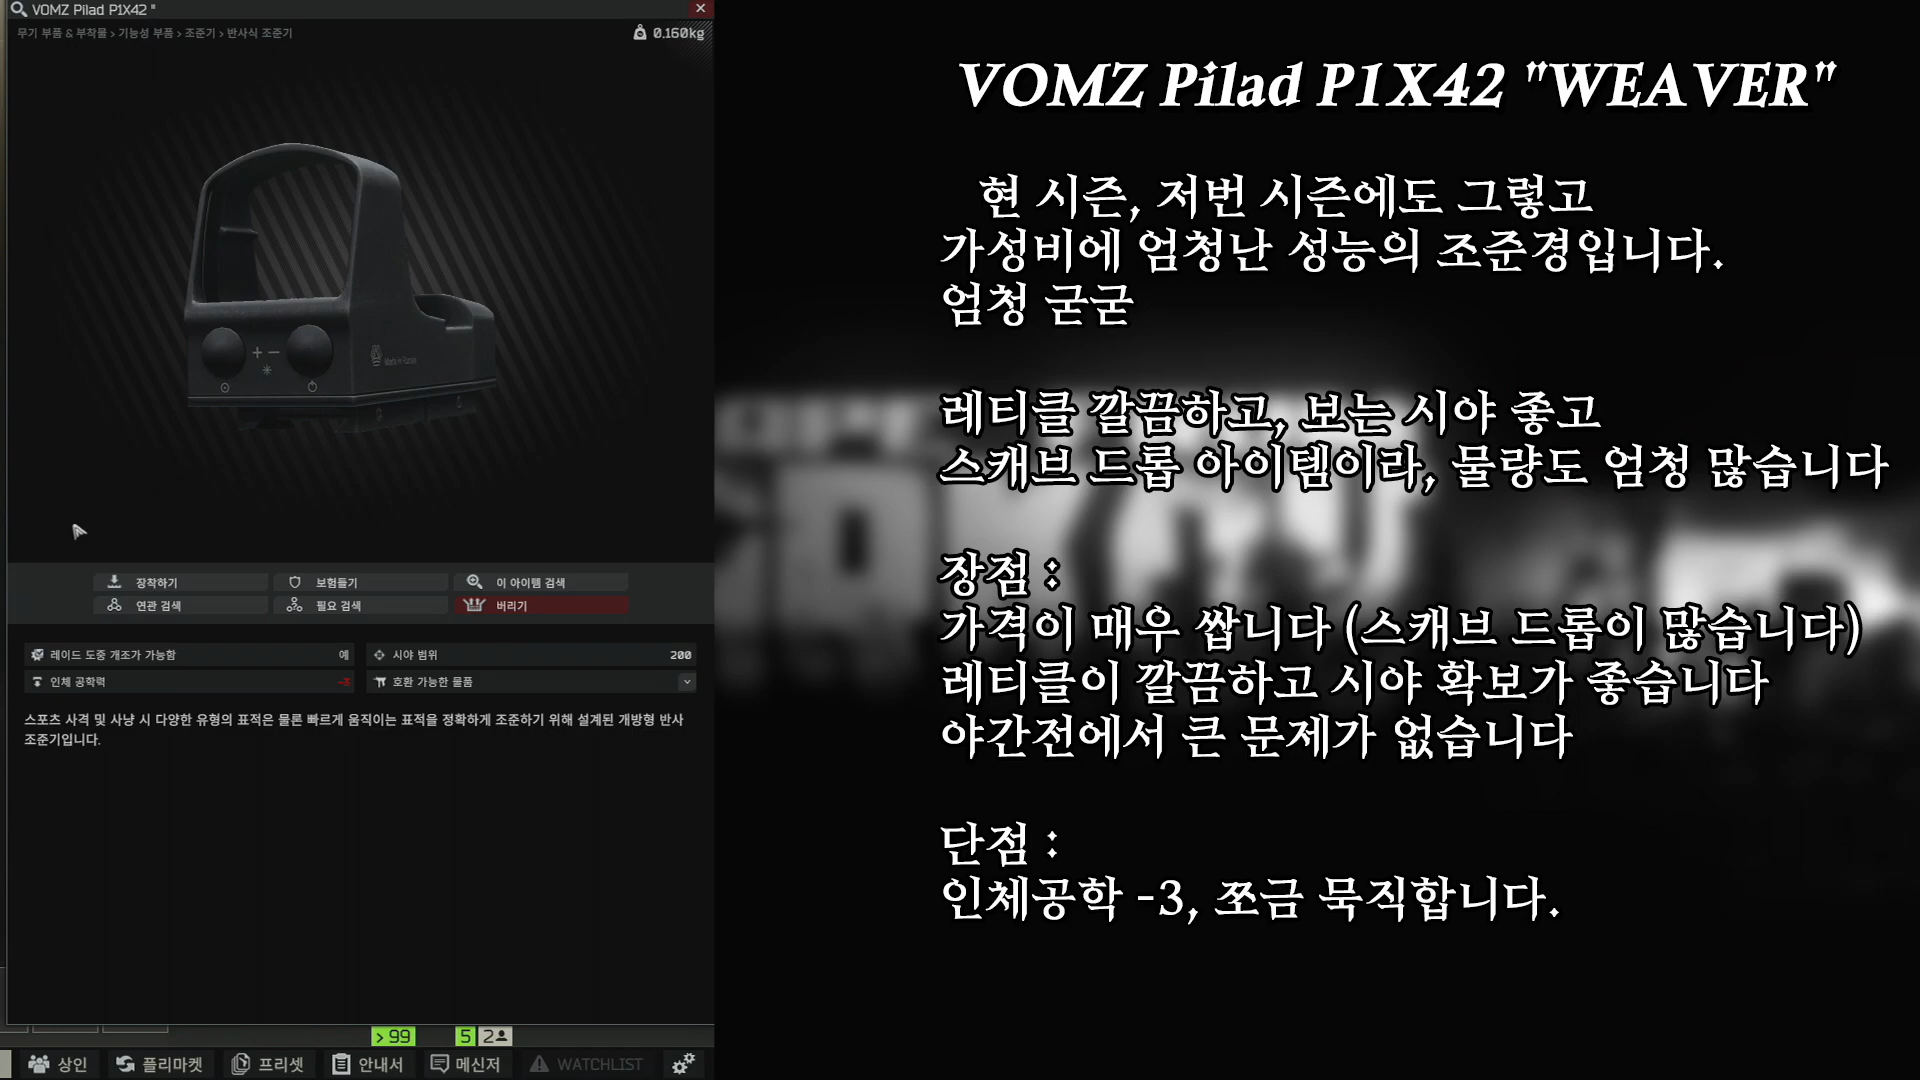 VOMZ Pilad P1X42 "
무기 부품 & 부착물 > 기능성 부품 > 조준기 > 반사식 조준기
0.160kg
장착하기
보험들기
이 아이템 검색
연관 검색
필요 검색
버리기
레이드 도중 개조가 가능함 예
시야 범위 200
인체 공학력 -3
호환 가능한 물품
스포츠 사격 및 사냥 시 다양한 유형의 표적은 물론 빠르게 움직이는 표적을 정확하게 조준하기 위해 설계된 개방형 반사
조준기입니다.
> 99
5
2
상인
플리마켓
프리셋
안내서
메신저
WATCHLIST
VOMZ Pilad P1X42 "WEAVER"
현 시즌, 저번 시즌에도 그렇고
가성비에 엄청난 성능의 조준경입니다.
엄청 굳굳
레티클 깔끔하고, 보는 시야 좋고
스캐브 드롭 아이템이라, 물량도 엄청 많습니다
장점 :
가격이 매우 쌉니다 (스캐브 드롭이 많습니다)
레티클이 깔끔하고 시야 확보가 좋습니다
야간전에서 큰 문제가 없습니다
단점 :
인체공학 -3, 쪼금 묵직합니다.